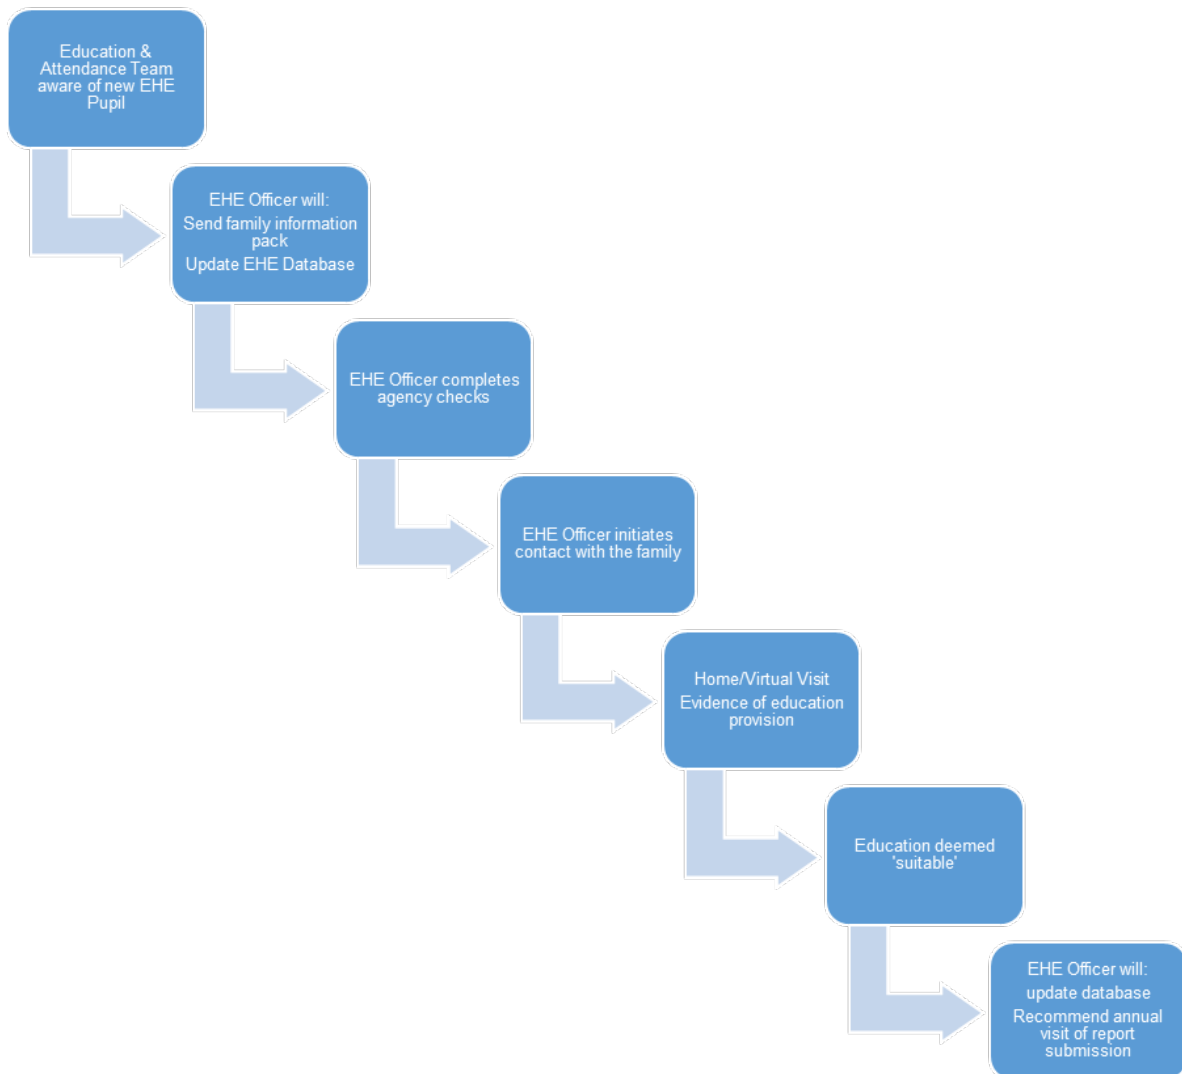 Education &
Attendance Team
aware of new EHE
Pupil
EHE Officer will:
Send family information
pack
Update EHE Database
EHE Officer completes
agency checks
EHE Officer initiates
contact with the family
Home/Virtual Visit
Evidence of education
provision
Education deemed
'suitable'
EHE Officer will:
update database
Recommend annual
visit of report
submission